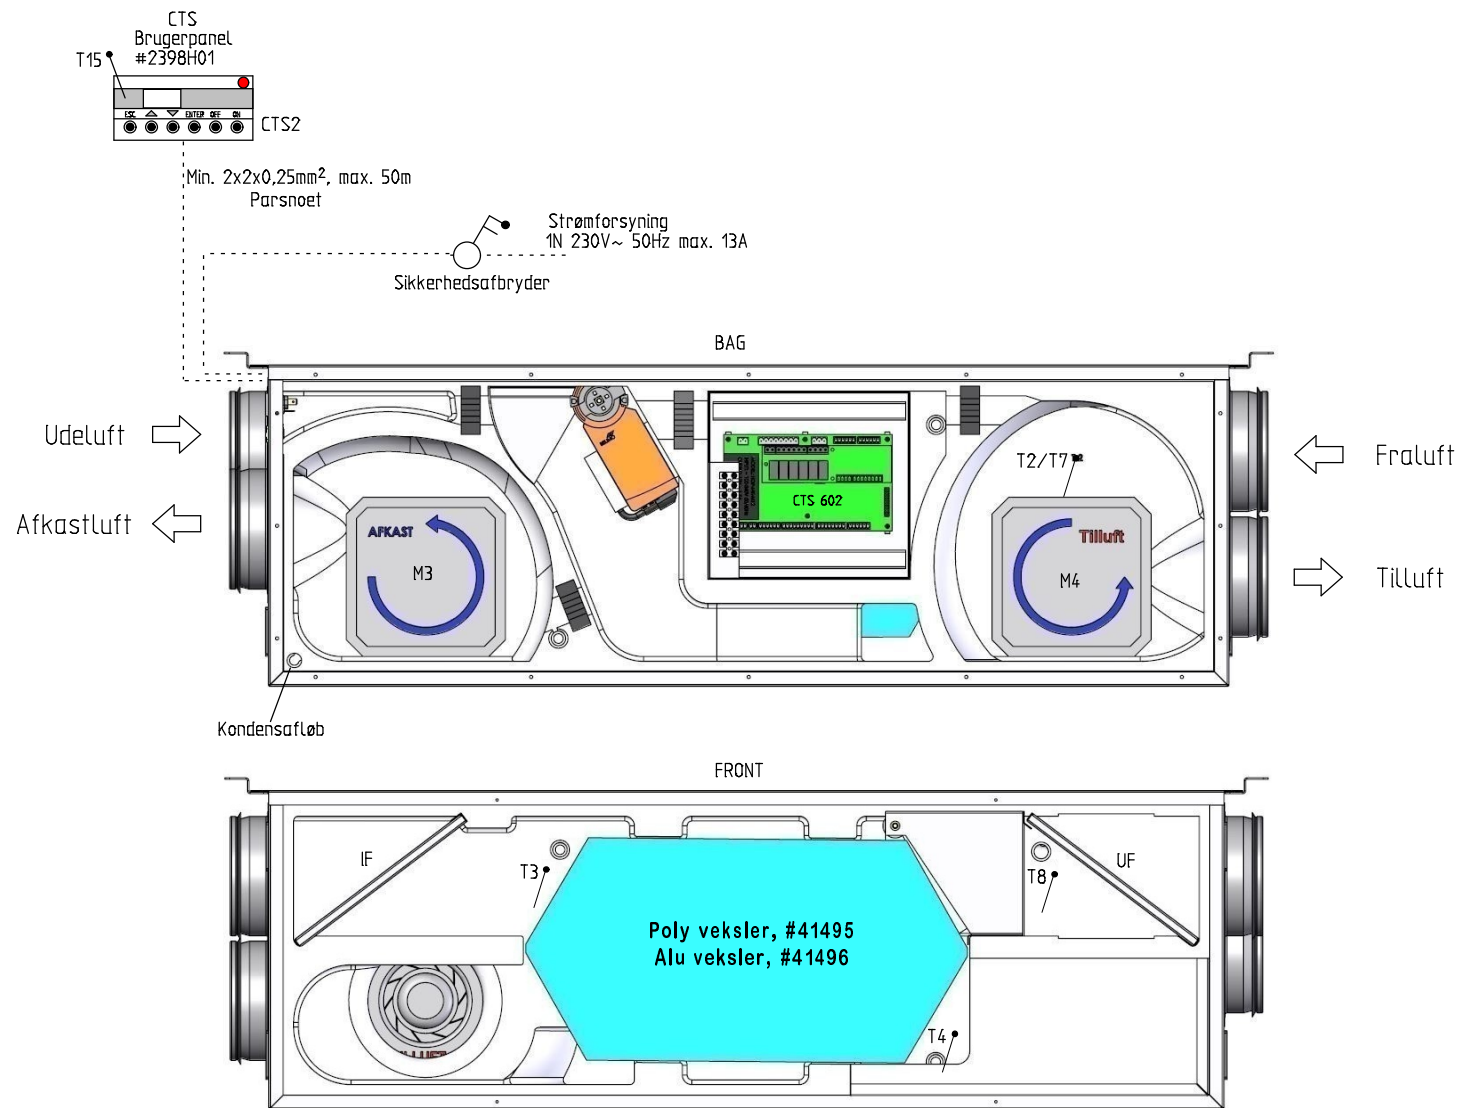 CTS
Brugerpanel
#2398H01
T15
ESC ENTER OFF ON
CTS2
Min. 2x2x0,25mm², max. 50m
Parsnoet
Strømforsyning
1N 230V~ 50Hz max. 13A
Sikkerhedsafbryder
BAG
Udeluft
Afkastluft
Fraluft
Tilluft
T2/T7
CTS 602
AFKAST
M3
Tilluft
M4
Kondensafløb
FRONT
IF
T3
T8
UF
Poly veksler, #41495
Alu veksler, #41496
T4